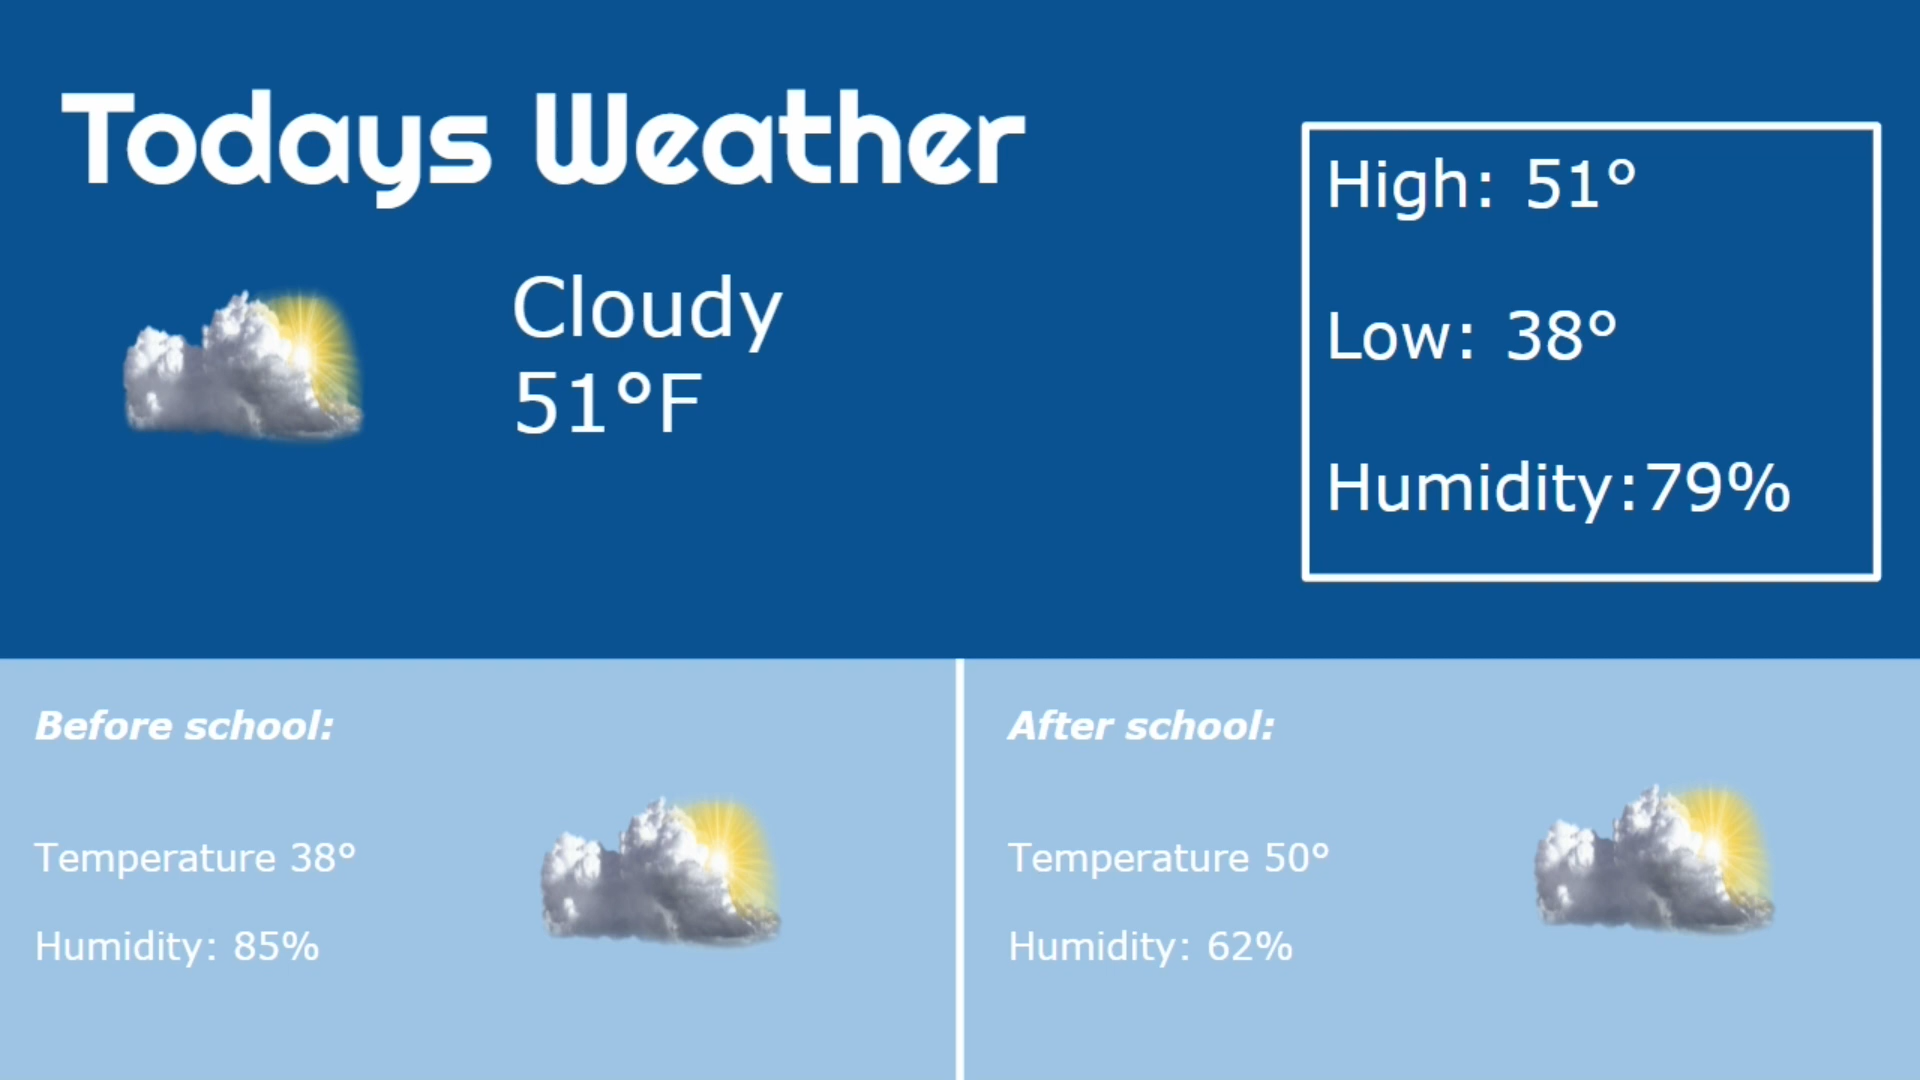 Todays Weather
Cloudy
51°F
High: 51°
Low: 38°
Humidity:79%
Before school:
Temperature 38°
Humidity: 85%
After school:
Temperature 50°
Humidity: 62%